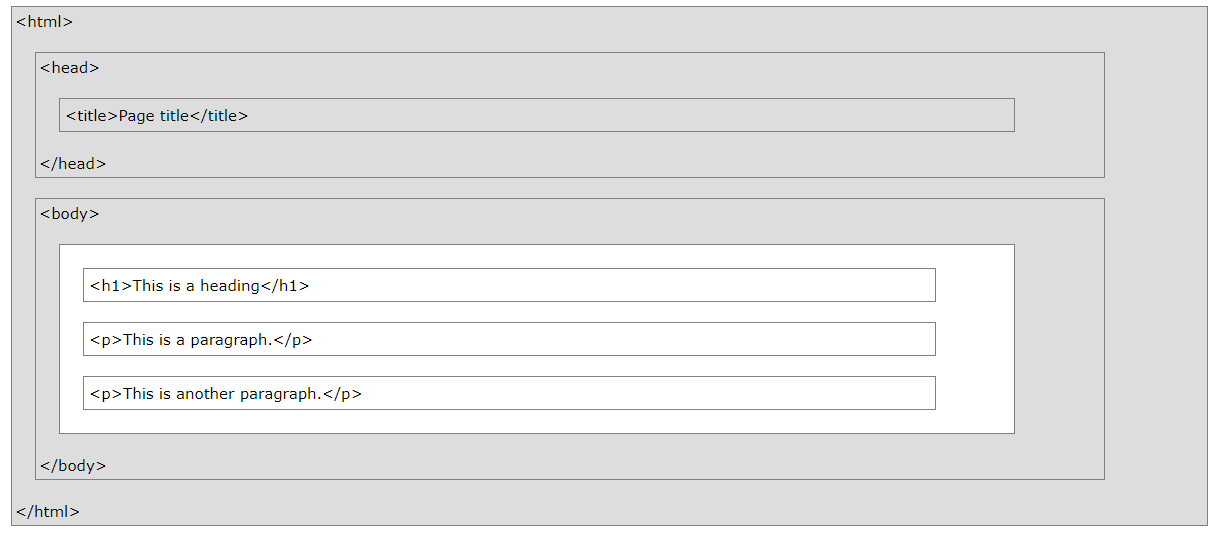 <html>
<head>
<title>Page title</title>
</head>
<body>
<h1>This is a heading</h1>
<p>This is a paragraph.</p>
<p>This is another paragraph.</p>
</body>
</html>